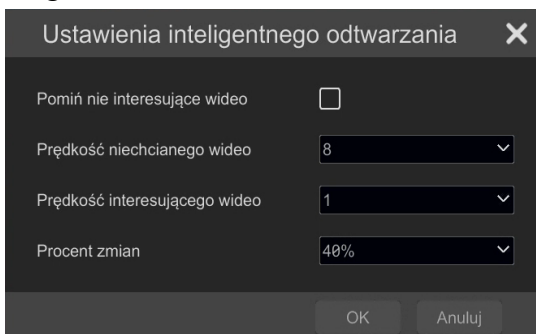 Ustawienia inteligentnego odtwarzania
Pomiń nie interesujące wideo
Prędkość niechcianego wideo 8
Prędkość interesującego wideo 1
Procent zmian 40%
OK Anuluj